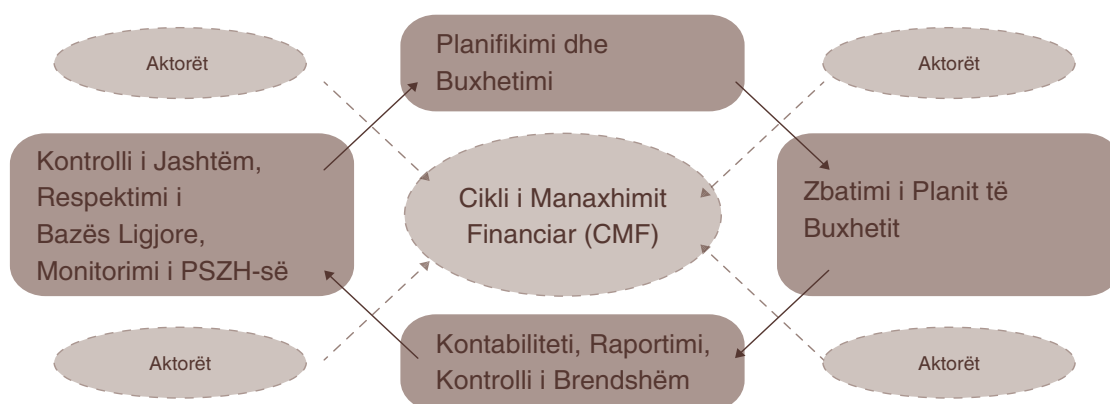 Planifikimi dhe
Buxhetimi
Aktorët
Aktorët
Kontrolli i Jashtëm,
Respektimi i
Bazës Ligjore,
Monitorimi i PSZH-së
Cikli i Manaxhimit
Financiar (CMF)
Zbatimi i Planit të
Buxhetit
Aktorët
Kontabiliteti, Raportimi,
Kontrolli i Brendshëm
Aktorët